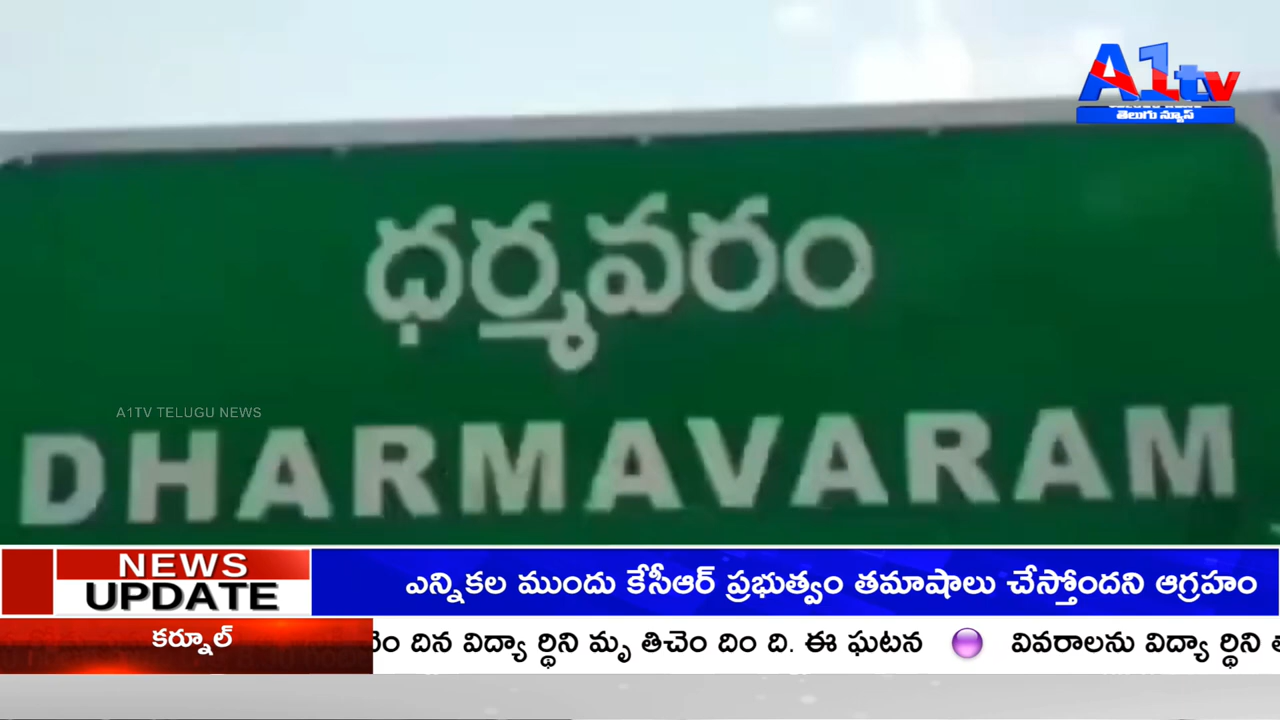 A1tv
తెలుగు న్యూస్
ధర్మవరం
A1TV TELUGU NEWS
DHARMAVARAM
NEWS
UPDATE
ఎన్నికల ముందు కేసీఆర్ ప్రభుత్వం తమాషాలు చేస్తోందని ఆగ్రహం
కర్నూల్
దిన విద్యా ర్థిని మృ తిచెం దిం ది. ఈ ఘటన
వివరాలను విద్యా ర్థిని